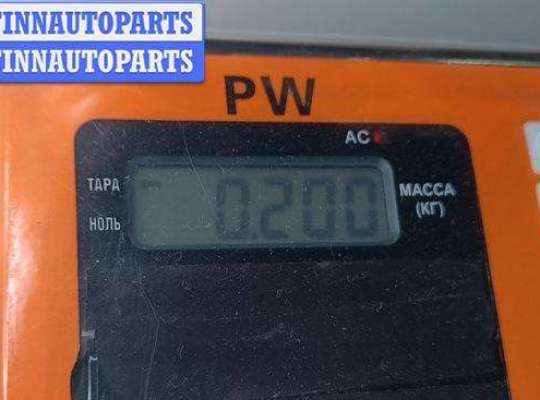 FINNAUTOPARTS
FINNAUTOPARTS
PW
AC
ТАРА
0.200
МАССА
(КГ)
НОЛЬ